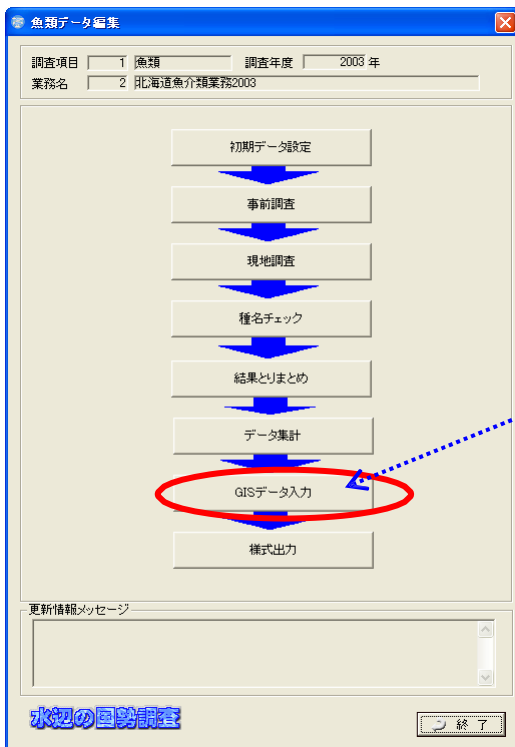 魚類データ編集
調査項目 1 魚類 調査年度 2003 年
業務名 2 北海道魚介類業務2003
初期データ設定
事前調査
現地調査
種名チェック
結果とりまとめ
データ集計
GISデータ入力
様式出力
更新情報メッセージ
水辺の国勢調査
終 了